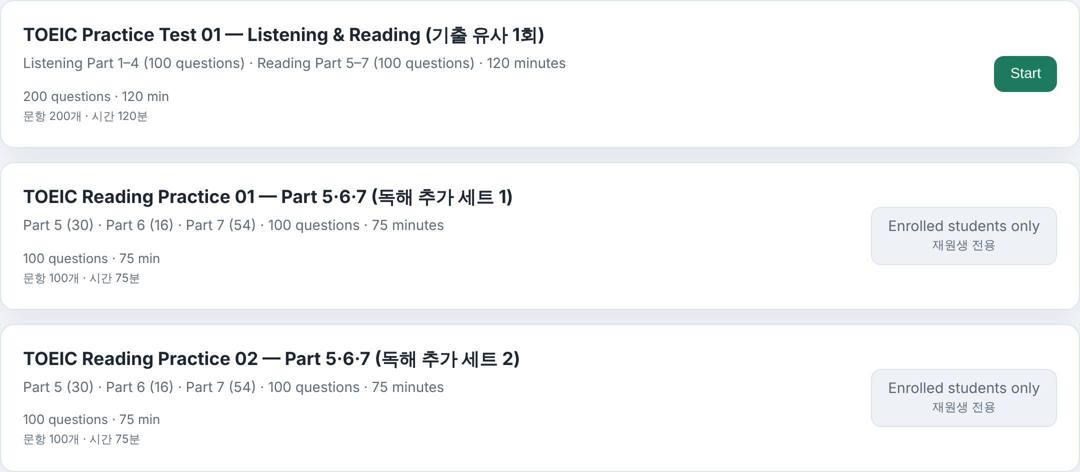 TOEIC Practice Test 01 — Listening & Reading (기출 유사 1회)
Listening Part 1–4 (100 questions) · Reading Part 5–7 (100 questions) · 120 minutes
Start
200 questions · 120 min
문항 200개 · 시간 120분
TOEIC Reading Practice 01 — Part 5·6·7 (독해 추가 세트 1)
Part 5 (30) · Part 6 (16) · Part 7 (54) · 100 questions · 75 minutes
Enrolled students only
재원생 전용
100 questions · 75 min
문항 100개 · 시간 75분
TOEIC Reading Practice 02 — Part 5·6·7 (독해 추가 세트 2)
Part 5 (30) · Part 6 (16) · Part 7 (54) · 100 questions · 75 minutes
Enrolled students only
재원생 전용
100 questions · 75 min
문항 100개 · 시간 75분